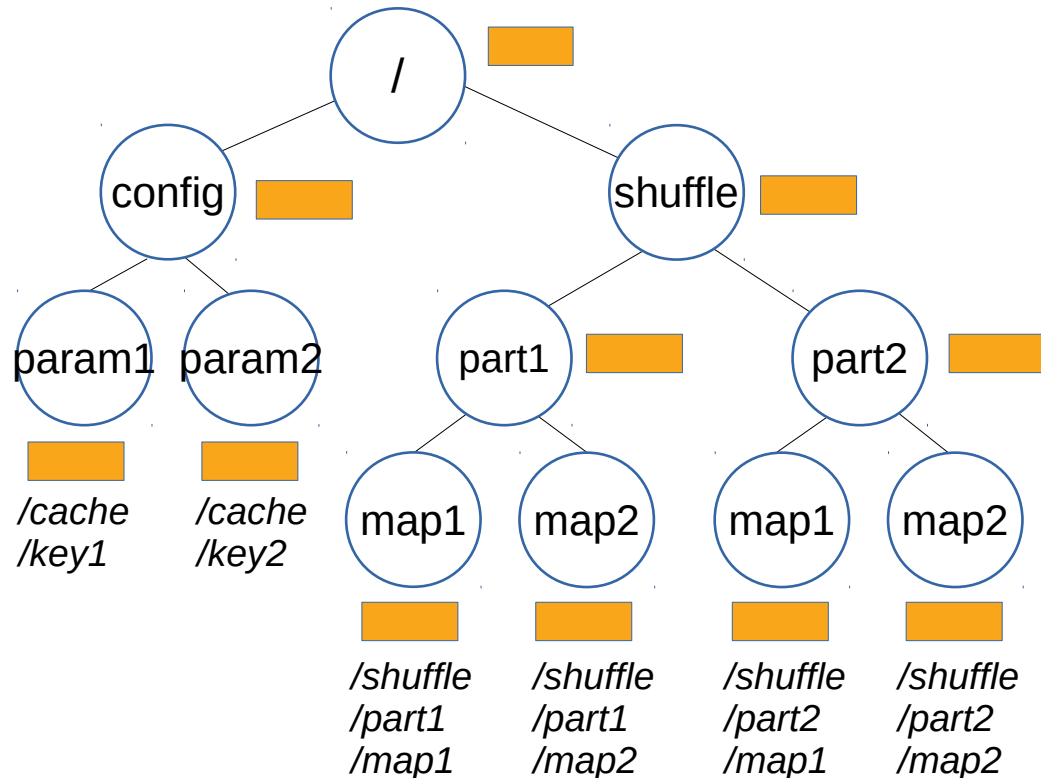 /
config
shuffle
param1
param2
part1
part2
map1
map2
map1
map2
/cache
/key1
/cache
/key2
/shuffle
/part1
/map1
/shuffle
/part1
/map2
/shuffle
/part2
/map1
/shuffle
/part2
/map2